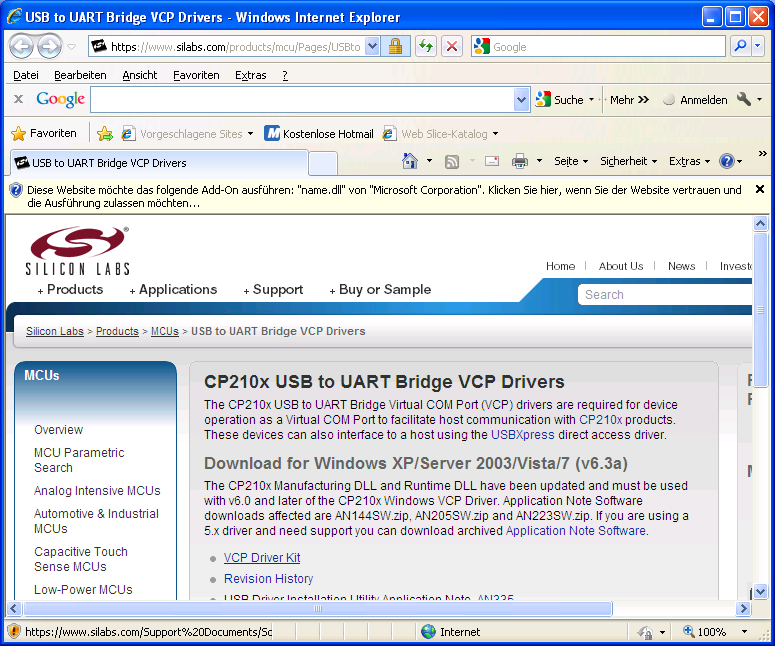 USB to UART Bridge VCP Drivers - Windows Internet Explorer
https://www.silabs.com/products/mcu/Pages/USBto
Google
Datei Bearbeiten Ansicht Favoriten Extras ?
x Google Suche Mehr >> Anmelden
Favoriten Vorgeschlagene Sites Kostenlose Hotmail Web Slice-Katalog
USB to UART Bridge VCP Drivers Seite Sicherheit Extras >>
Diese Website möchte das folgende Add-On ausführen: "name.dll" von "Microsoft Corporation". Klicken Sie hier, wenn Sie der Website vertrauen und
die Ausführung zulassen möchten...
SILICON LABS
Home | About Us | News | Investo
+ Products + Applications + Support + Buy or Sample
Search
Silicon Labs > Products > MCUs > USB to UART Bridge VCP Drivers
MCUs
Overview
MCU Parametric
Search
Analog Intensive MCUs
Automotive & Industrial
MCUs
Capacitive Touch
Sense MCUs
Low-Power MCUs
CP210x USB to UART Bridge VCP Drivers
The CP210x USB to UART Bridge Virtual COM Port (VCP) drivers are required for device
operation as a Virtual COM Port to facilitate host communication with CP210x products.
These devices can also interface to a host using the USBXpress direct access driver.
Download for Windows XP/Server 2003/Vista/7 (v6.3a)
The CP210x Manufacturing DLL and Runtime DLL have been updated and must be used
with v6.0 and later of the CP210x Windows VCP Driver. Application Note Software
downloads affected are AN144SW.zip, AN205SW.zip and AN223SW.zip. If you are using a
5.x driver and need support you can download archived Application Note Software.
VCP Driver Kit
Revision History
USB Driver Installation Utility Application Note, AN335
https://www.silabs.com/Support%20Documents/Sc
Internet
100%